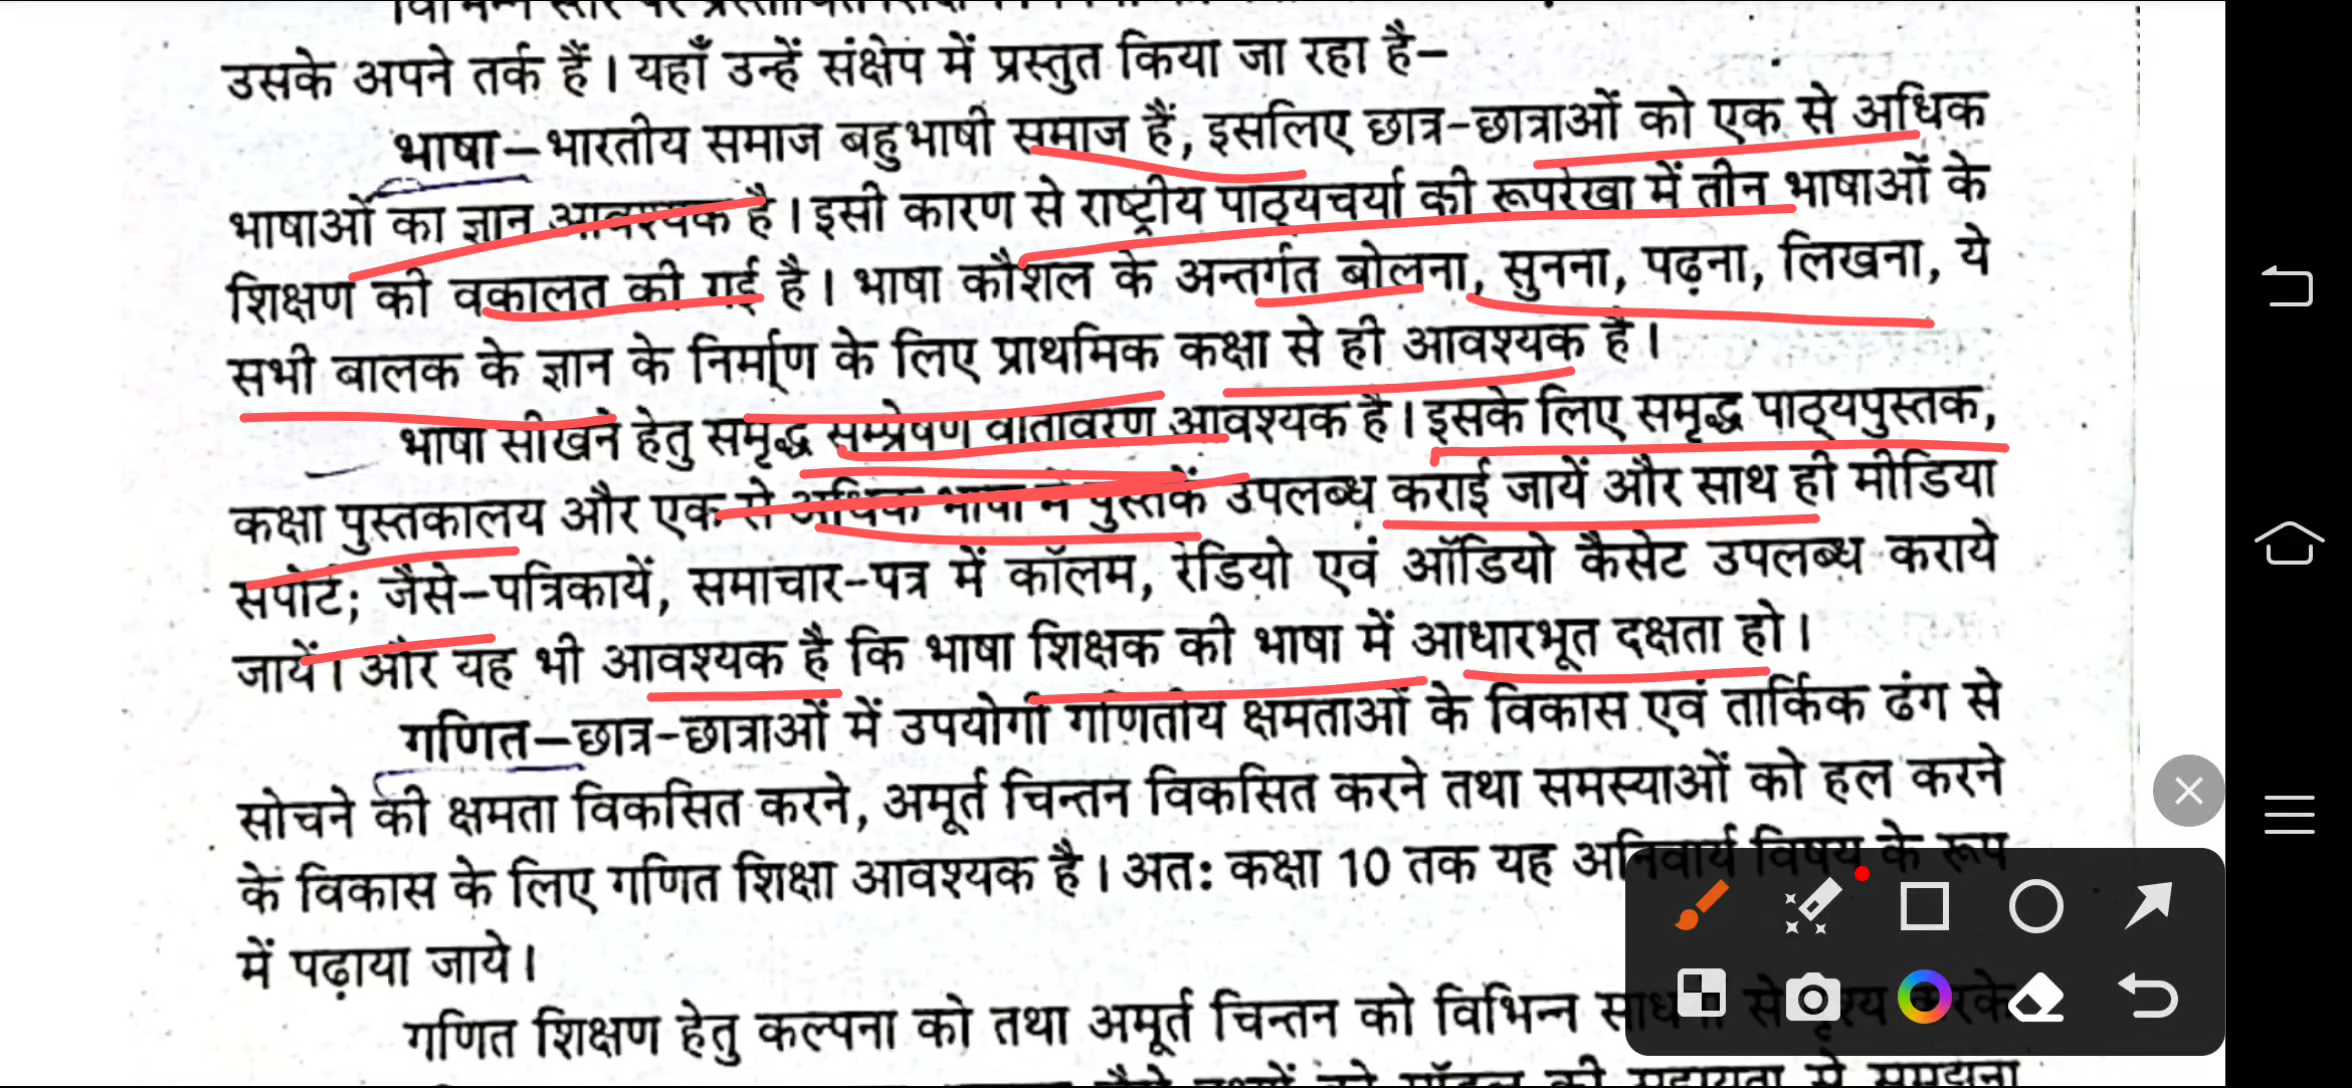 उसके अपने तर्क हैं। यहाँ उन्हें संक्षेप में प्रस्तुत किया जा रहा है–
भाषा–भारतीय समाज बहुभाषी समाज हैं, इसलिए छात्र-छात्राओं को एक से अधिक
भाषाओं का ज्ञान आवश्यक है। इसी कारण से राष्ट्रीय पाठ्यचर्या की रूपरेखा में तीन भाषाओं के
शिक्षण की वकालत की गई है। भाषा कौशल के अन्तर्गत बोलना, सुनना, पढ़ना, लिखना, ये
सभी बालक के ज्ञान के निर्माण के लिए प्राथमिक कक्षा से ही आवश्यक है।
भाषा सीखने हेतु समृद्ध सम्प्रेषण वातावरण आवश्यक है। इसके लिए समृद्ध पाठ्यपुस्तक,
कक्षा पुस्तकालय और एक से अधिक भाषा में पुस्तकें उपलब्ध कराई जायें और साथ ही मीडिया
सपोर्ट; जैसे–पत्रिकायें, समाचार-पत्र में कॉलम, रेडियो एवं ऑडियो कैसेट उपलब्ध कराये
जायें। और यह भी आवश्यक है कि भाषा शिक्षक की भाषा में आधारभूत दक्षता हो।
गणित–छात्र-छात्राओं में उपयोगी गणितीय क्षमताओं के विकास एवं तार्किक ढंग से
सोचने की क्षमता विकसित करने, अमूर्त चिन्तन विकसित करने तथा समस्याओं को हल करने
के विकास के लिए गणित शिक्षा आवश्यक है। अत: कक्षा 10 तक यह अनिवार्य विषय के रूप
में पढ़ाया जाये।
गणित शिक्षण हेतु कल्पना को तथा अमूर्त चिन्तन को विभिन्न से